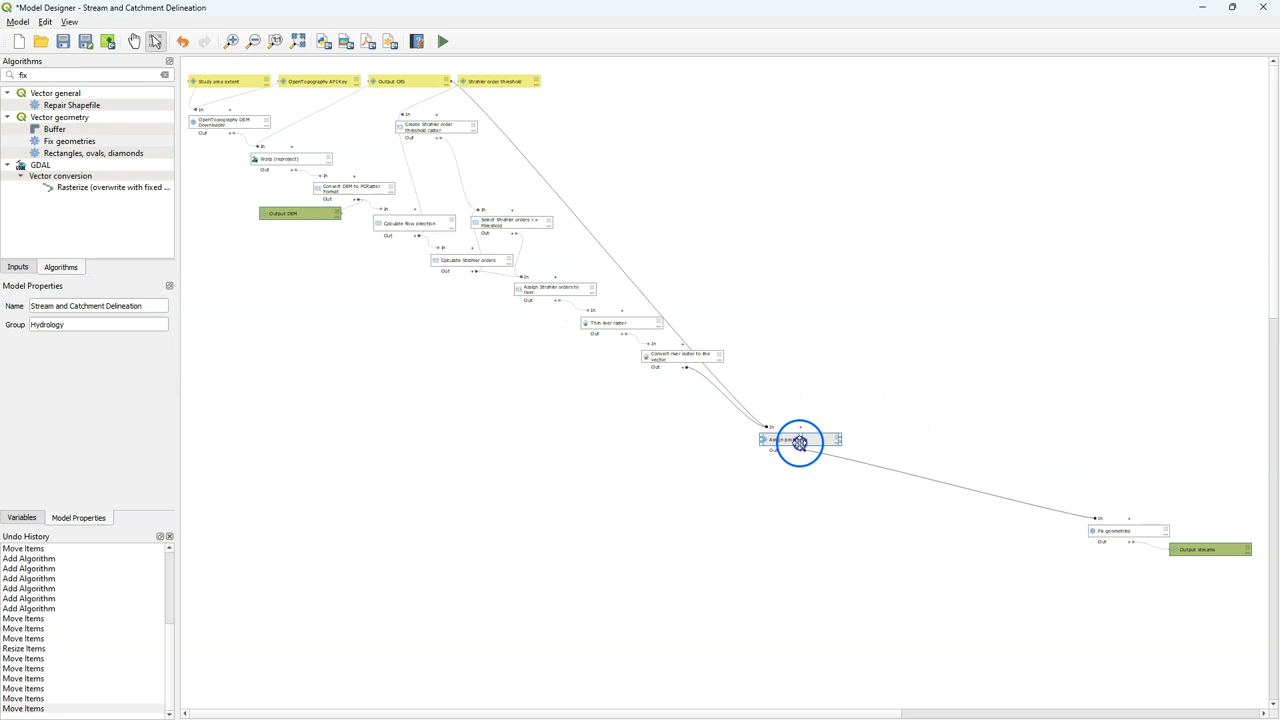 *Model Designer - Stream and Catchment Delineation
Model Edit View
Algorithms
fix
Vector general
Repair Shapefile
Vector geometry
Buffer
Fix geometries
Rectangles, ovals, diamonds
GDAL
Vector conversion
Rasterize (overwrite with fixed ...
Inputs Algorithms
Model Properties
Name Stream and Catchment Delineation
Group Hydrology
Variables Model Properties
Undo History
Move Items
Add Algorithm
Add Algorithm
Add Algorithm
Add Algorithm
Add Algorithm
Add Algorithm
Move Items
Move Items
Move Items
Resize Items
Move Items
Move Items
Move Items
Move Items
Move Items
Move Items
Study area extent
OpenTopography API Key
Output CRS
Strahler order threshold
In
OpenTopography DEM
Downloader
Out
In
Create Strahler order
threshold raster
Out
In
Warp (reproject)
Out
In
Convert DEM to PCRaster
Format
Out
Output DEM
In
Calculate flow direction
Out
In
Select Strahler orders >=
threshold
Out
In
Calculate Strahler orders
Out
In
Assign Strahler orders to
river
Out
In
Thin river raster
Out
In
Convert river raster to line
vector
Out
In
Assign
Out
In
Fix geometries
Out
Output streams